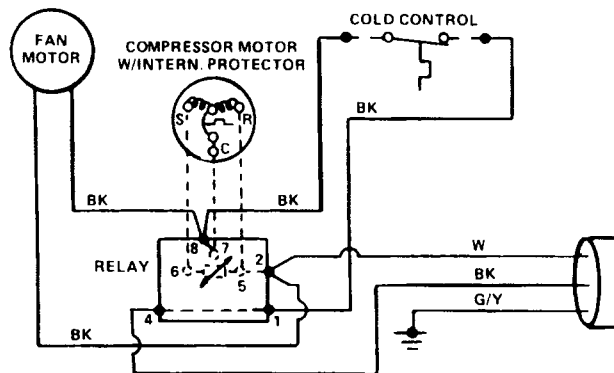 FAN
MOTOR
COMPRESSOR MOTOR
W/INTERN. PROTECTOR
COLD CONTROL
S
R
C
BK
BK
BK
RELAY
8
7
6
5
2
4
1
BK
W
BK
G/Y